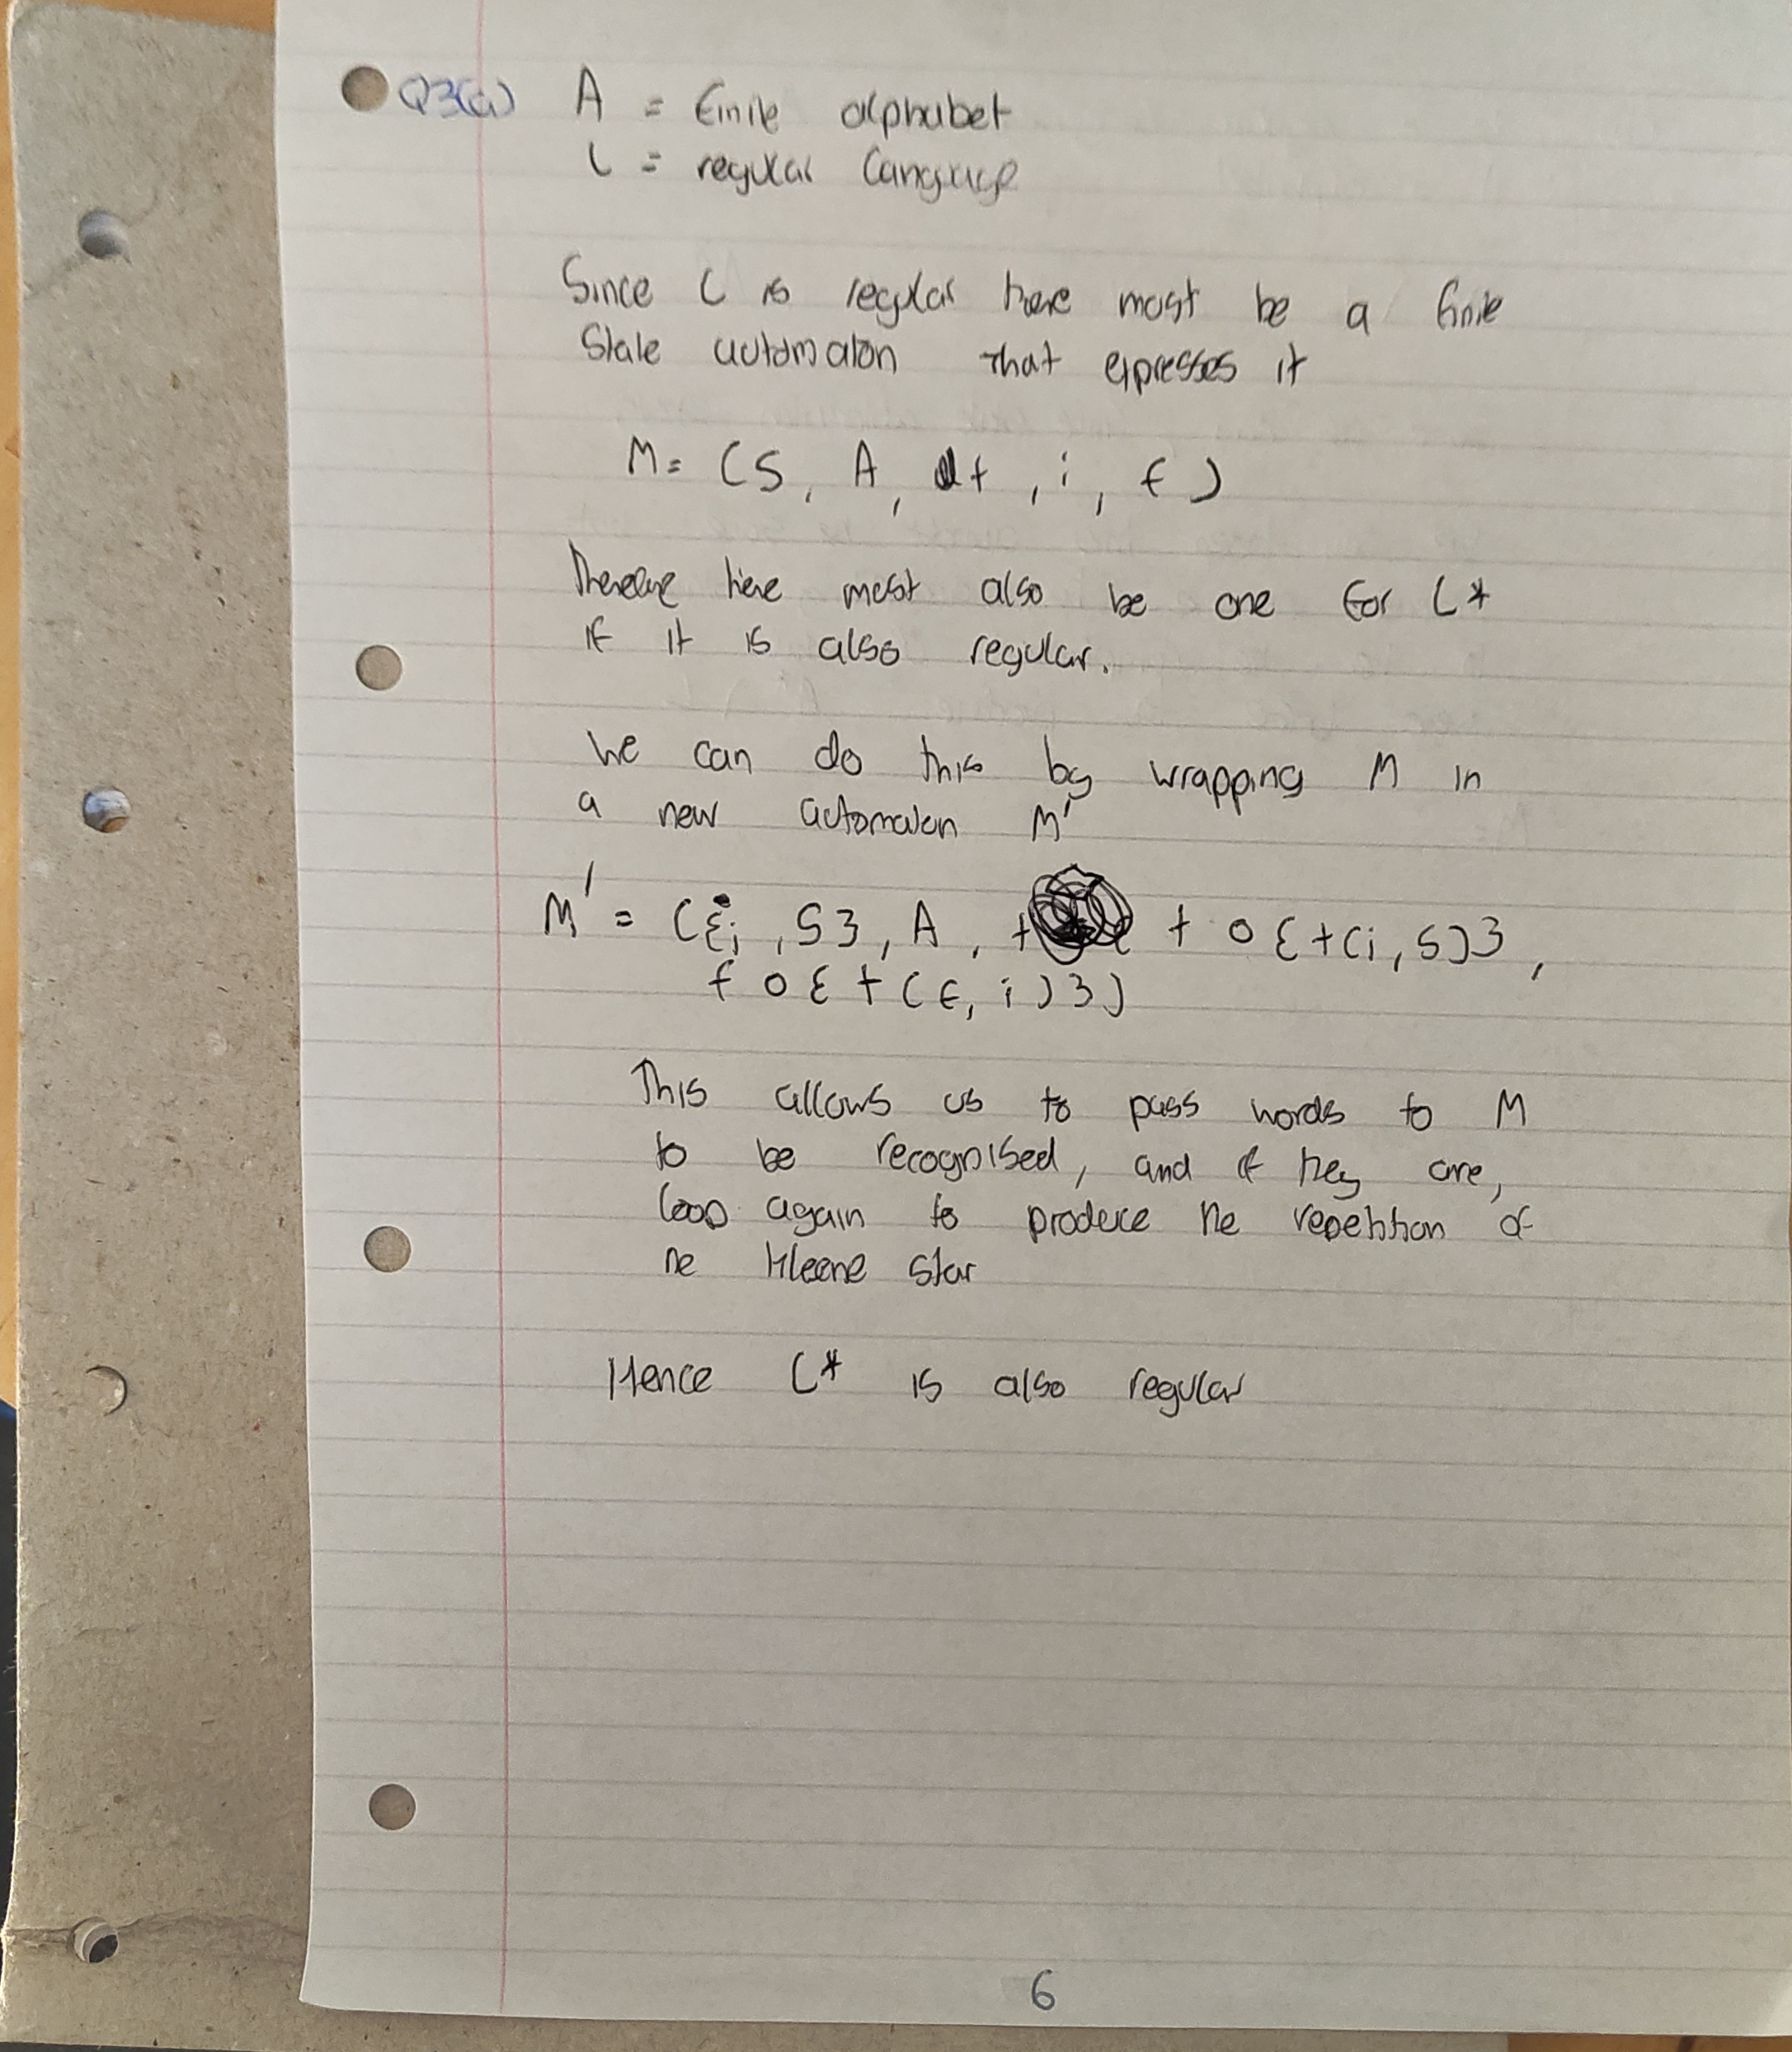 Q3(a) A = finite alphabet
L = regular language
Since L is regular there must be a finite
state automaton that expresses it
M = (S, A, t, i, f)
Therefore there must also be one for L*
if it is also regular.
We can do this by wrapping M in
a new automaton M'
M' = ({i, S}, A, t o {t(i, S)},
f o {t(f, i)})
This allows us to pass words to M
to be recognised, and if they are,
loop again to produce the repetition of
the Kleene star
Hence L* is also regular
6